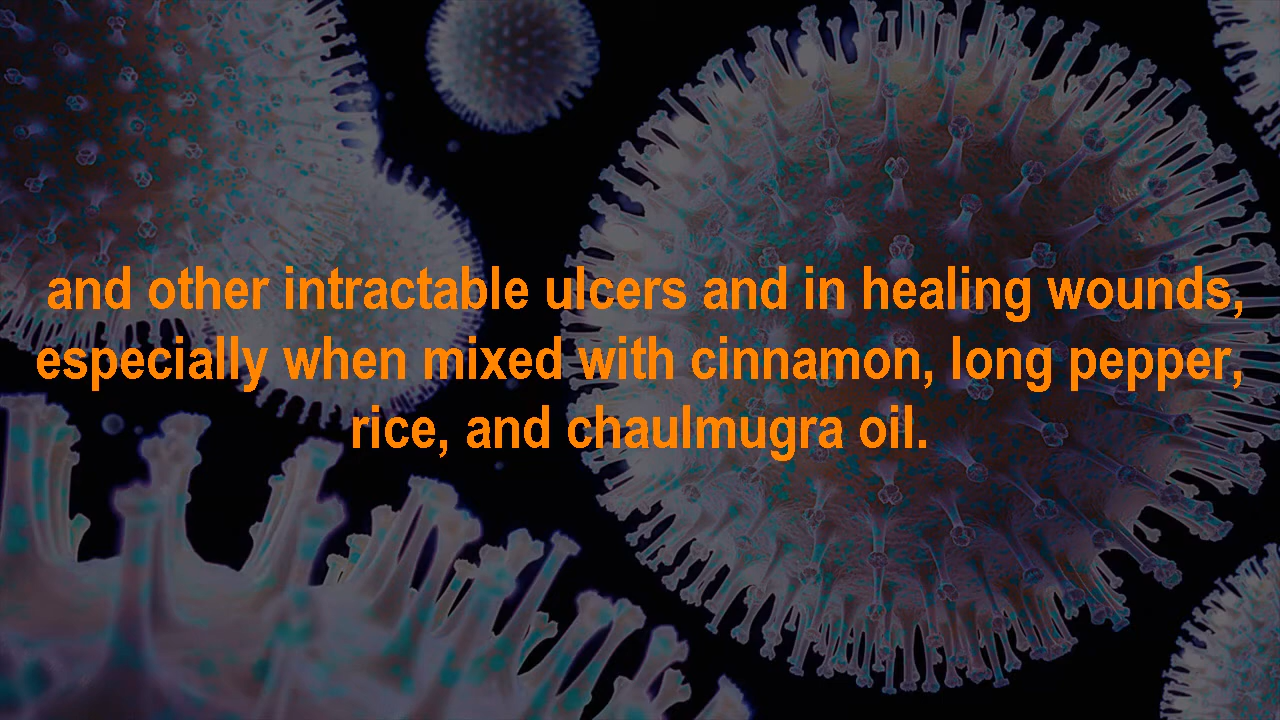 and other intractable ulcers and in healing wounds,
especially when mixed with cinnamon, long pepper,
rice, and chaulmugra oil.